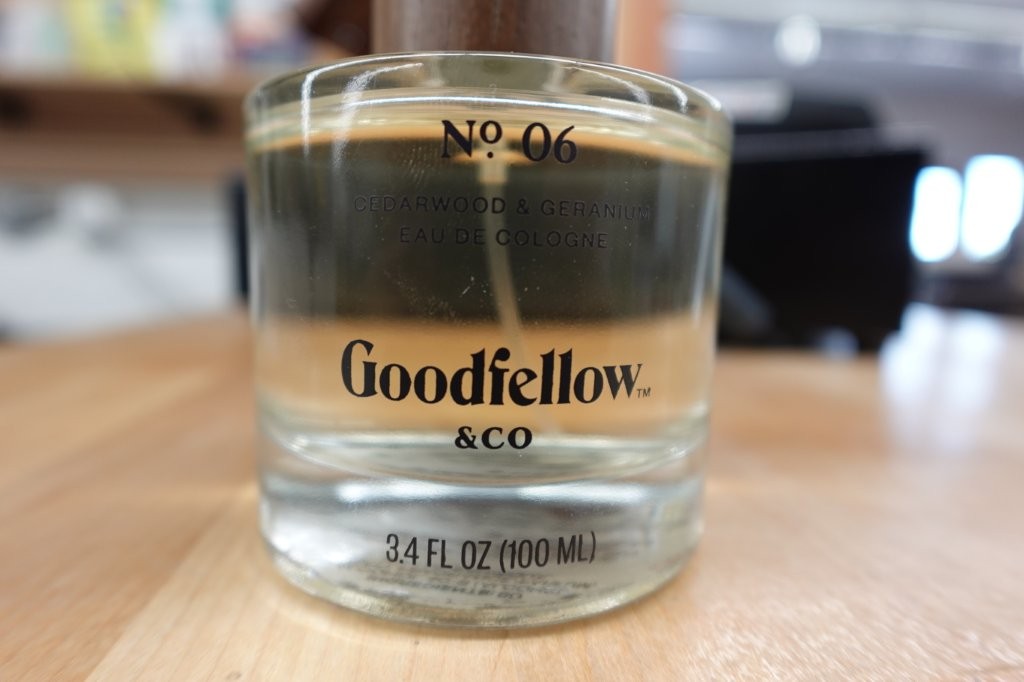 Nº. 06
CEDARWOOD & GERANIUM
EAU DE COLOGNE
Goodfellow™
&CO
3.4 FL OZ (100 ML)